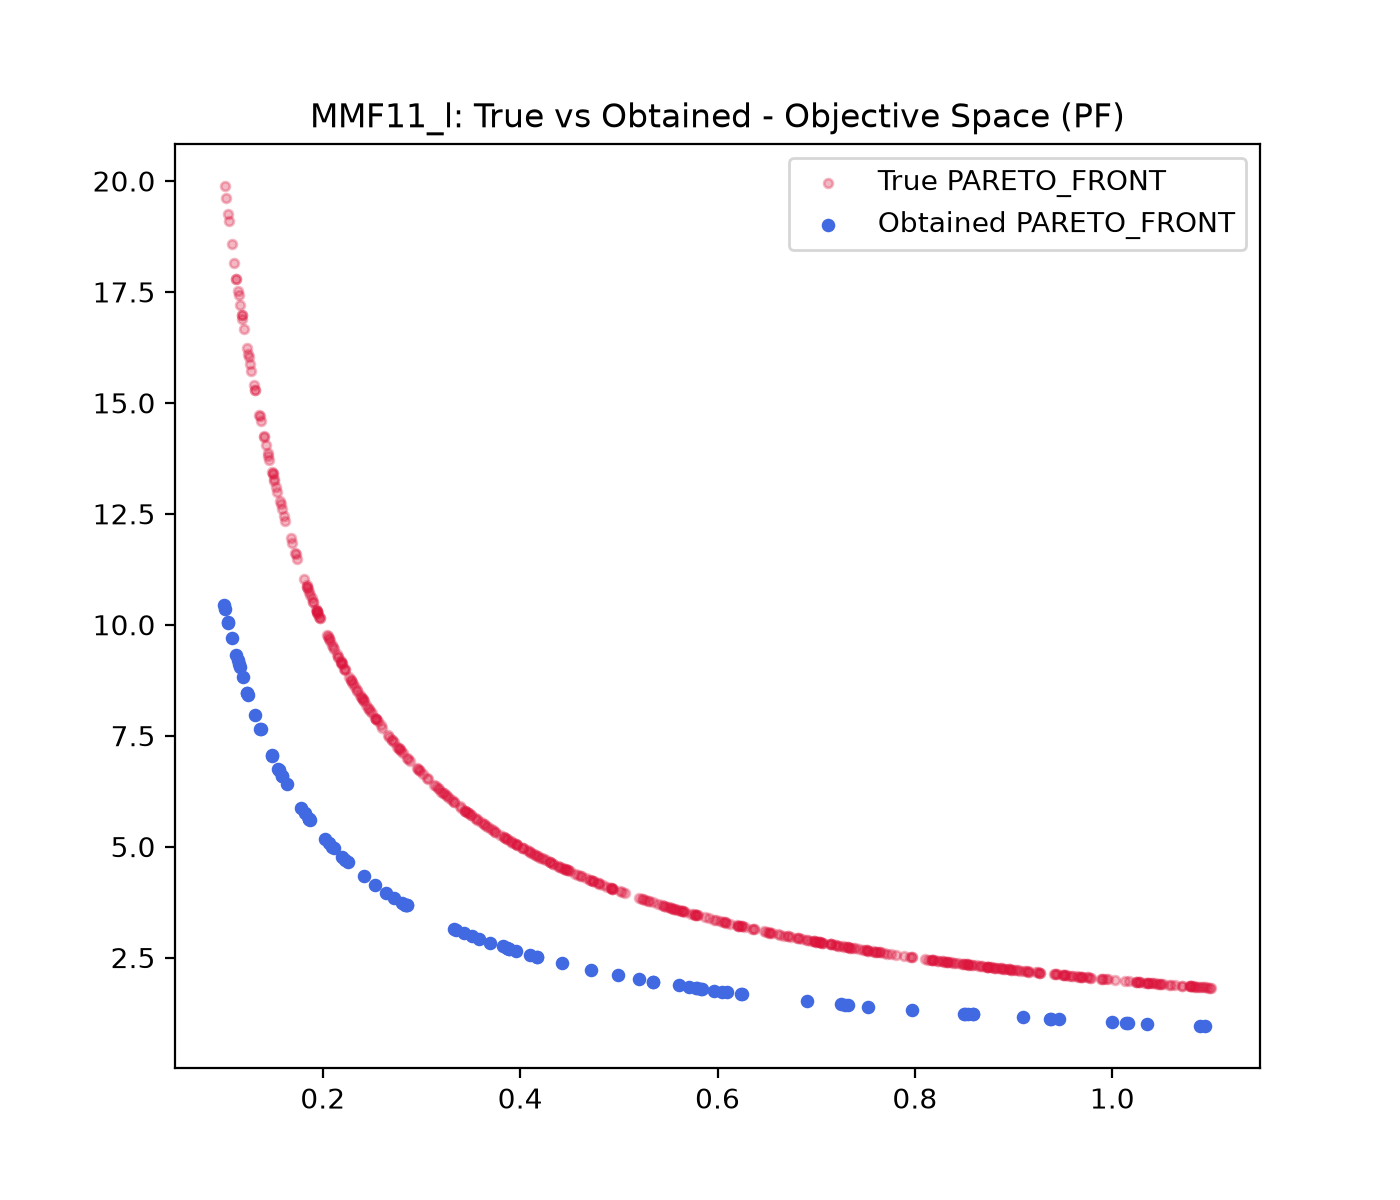 MMF11_l: True vs Obtained - Objective Space (PF)
True PARETO_FRONT
Obtained PARETO_FRONT
20.0
17.5
15.0
12.5
10.0
7.5
5.0
2.5
0.2 0.4 0.6 0.8 1.0